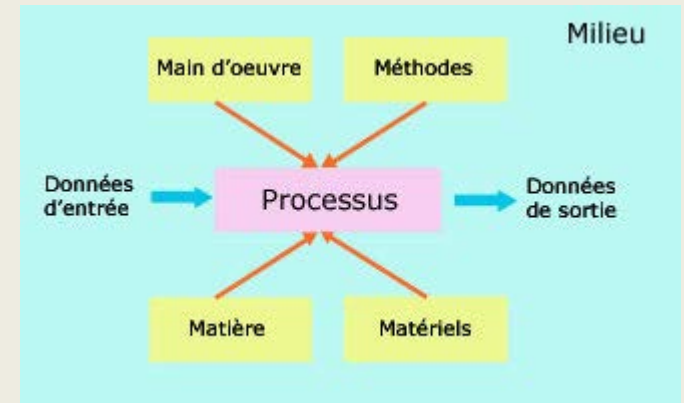 Milieu
Main d'oeuvre
Méthodes
Données
d'entrée
Processus
Données
de sortie
Matière
Matériels